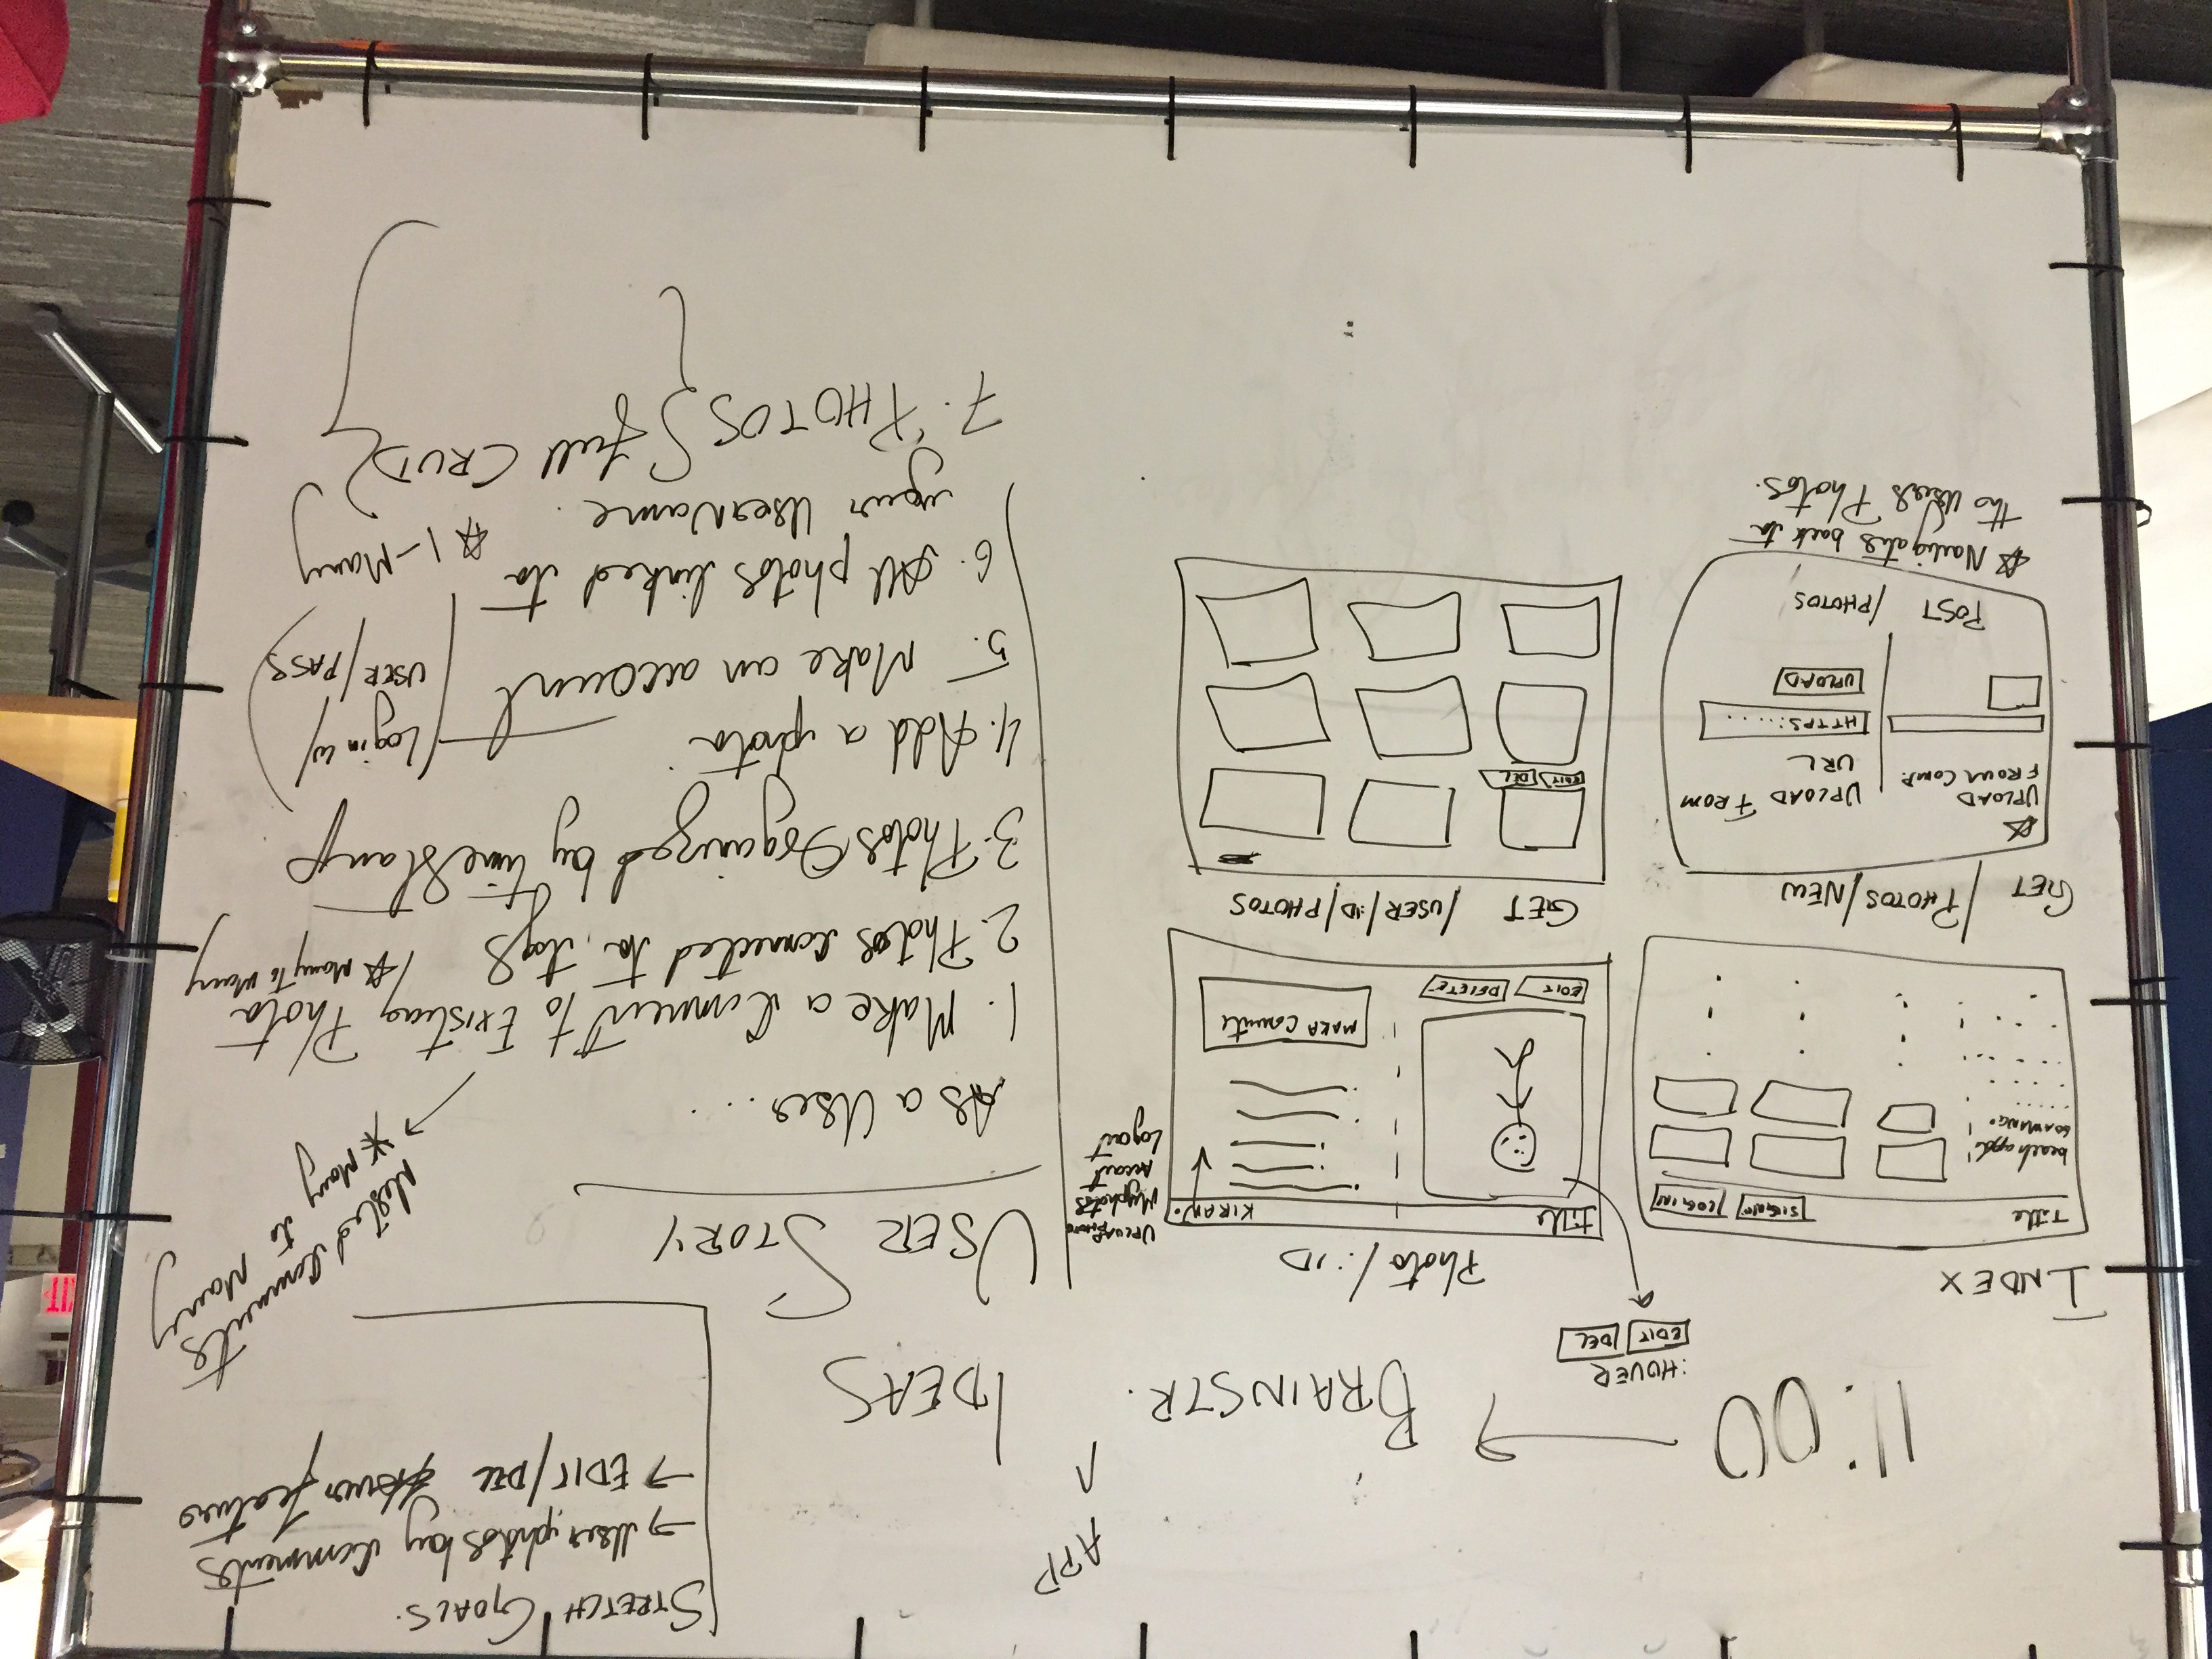 APP
11:00 → BRAINSTR. ^ IDEAS
STRETCH GOALS.
→ User photos by Comments
→ EDIT/DEL Hover feature
:HOVER
EDIT DEL
INDEX
Title SIGNUP LOGIN
beach apple
GOA MANGO
Photo/:ID
Title KIRAN.
UPLOAD PHOTO
My photos
Account
Logout
MAKA Commnte
EDIT DELETE
GET /PHOTOS/NEW
UPLOAD
FROM COMP.
UPLOAD FROM
URL
HTTPS:....
UPLOAD
POST /PHOTOS
* Navigates back to
the Users Photos.
GET /USER/:ID/PHOTOS
EDIT DEL
USER STORY
As a User...
1. Make a Comment to Existing Photo
→ Nested Comments
* Many to Many
2. Photos connected to tags * Many To Many
3. Photos Organized by timeStamp
4. Add a photo
5. Make an account
Login w/
USER/PASS
6. All photos linked to
your UserName. * 1-Many
7. PHOTOS { full CRUD }